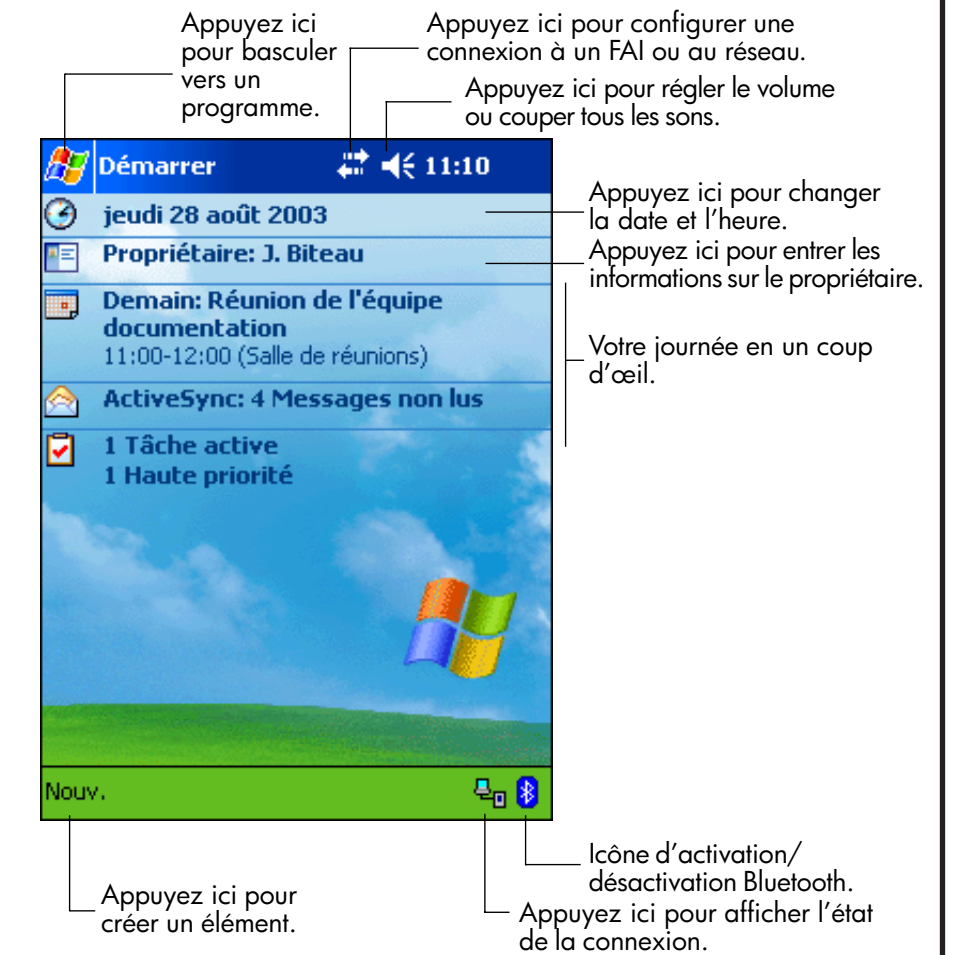 Appuyez ici
pour basculer
vers un
programme.
Appuyez ici pour configurer une
connexion à un FAI ou au réseau.
Appuyez ici pour régler le volume
ou couper tous les sons.
Démarrer 11:10
jeudi 28 août 2003
Propriétaire: J. Biteau
Demain: Réunion de l'équipe
documentation
11:00-12:00 (Salle de réunions)
ActiveSync: 4 Messages non lus
1 Tâche active
1 Haute priorité
Appuyez ici pour changer
la date et l’heure.
Appuyez ici pour entrer les
informations sur le propriétaire.
Votre journée en un coup
d’œil.
Nouv.
Appuyez ici pour
créer un élément.
Icône d’activation/
désactivation Bluetooth.
Appuyez ici pour afficher l’état
de la connexion.